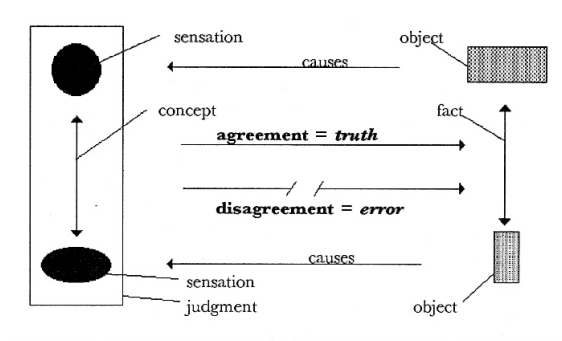 sensation
object
causes
concept
fact
agreement = truth
disagreement = error
causes
sensation
judgment
object